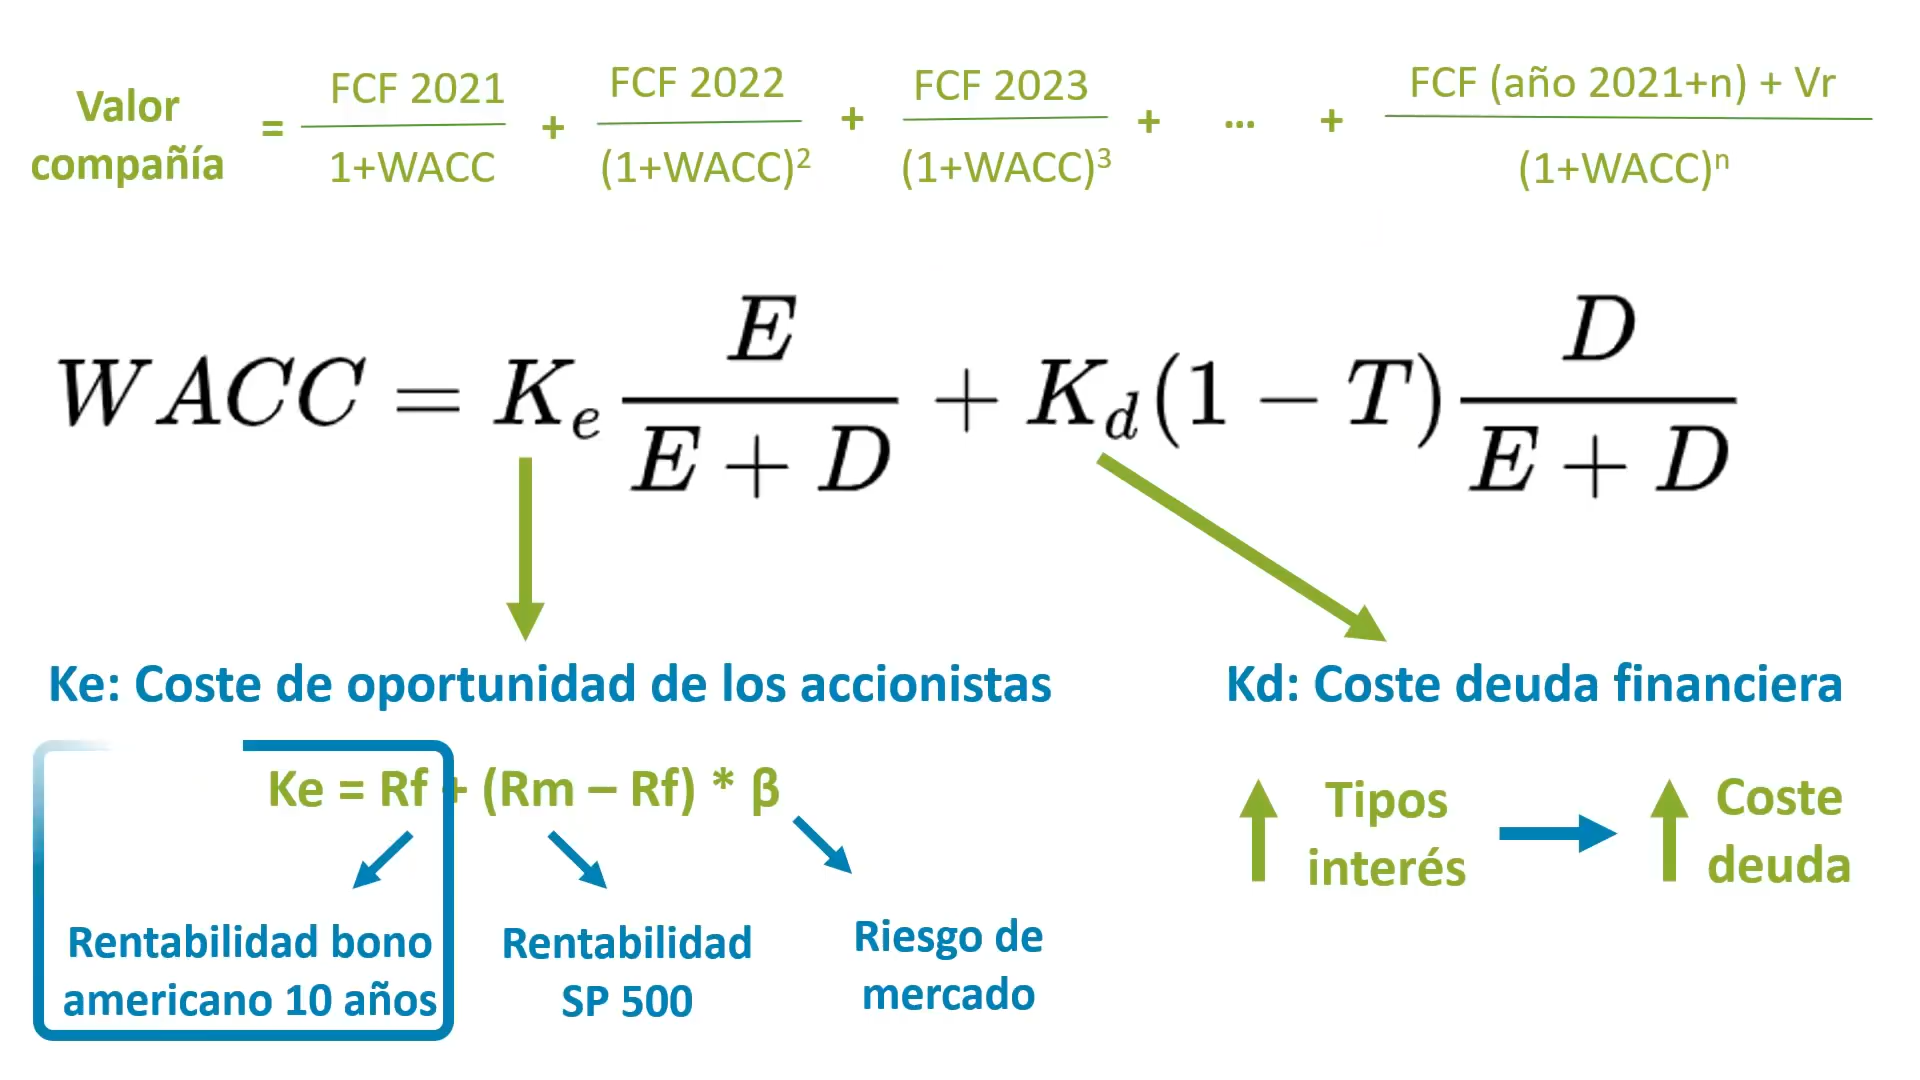 Valor compañía = FCF 2021 / 1+WACC + FCF 2022 / (1+WACC)² + FCF 2023 / (1+WACC)³ + ... + FCF (año 2021+n) + Vr / (1+WACC)ⁿ
WACC = Kₑ E / E + D + K_d(1 − T) D / E + D
Ke: Coste de oportunidad de los accionistas
Ke = Rf + (Rm – Rf) * β
Rentabilidad bono
americano 10 años
Rentabilidad
SP 500
Riesgo de
mercado
Kd: Coste deuda financiera
Tipos
interés
Coste
deuda